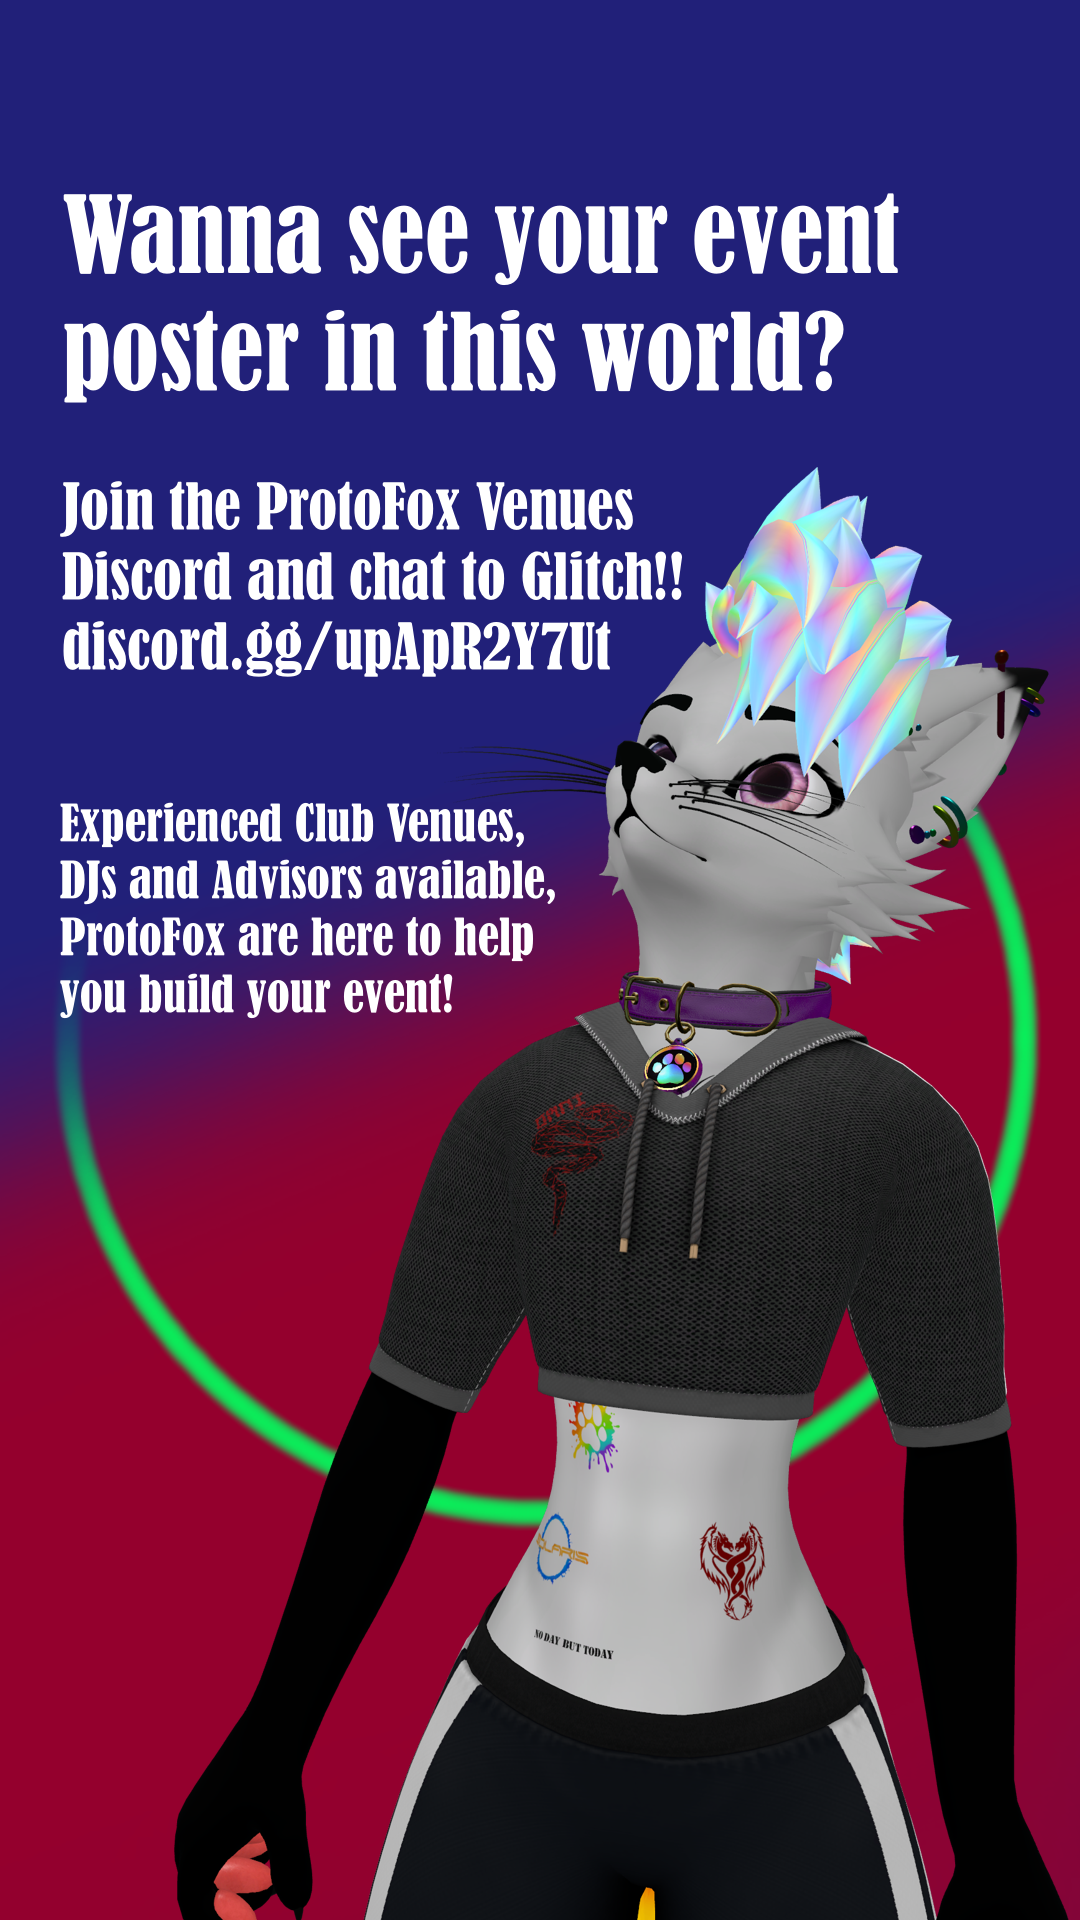 Wanna see your event
poster in this world?
Join the ProtoFox Venues
Discord and chat to Glitch!!
discord.gg/upApR2Y7Ut
Experienced Club Venues,
DJs and Advisors available,
ProtoFox are here to help
you build your event!
NO DAY BUT TODAY